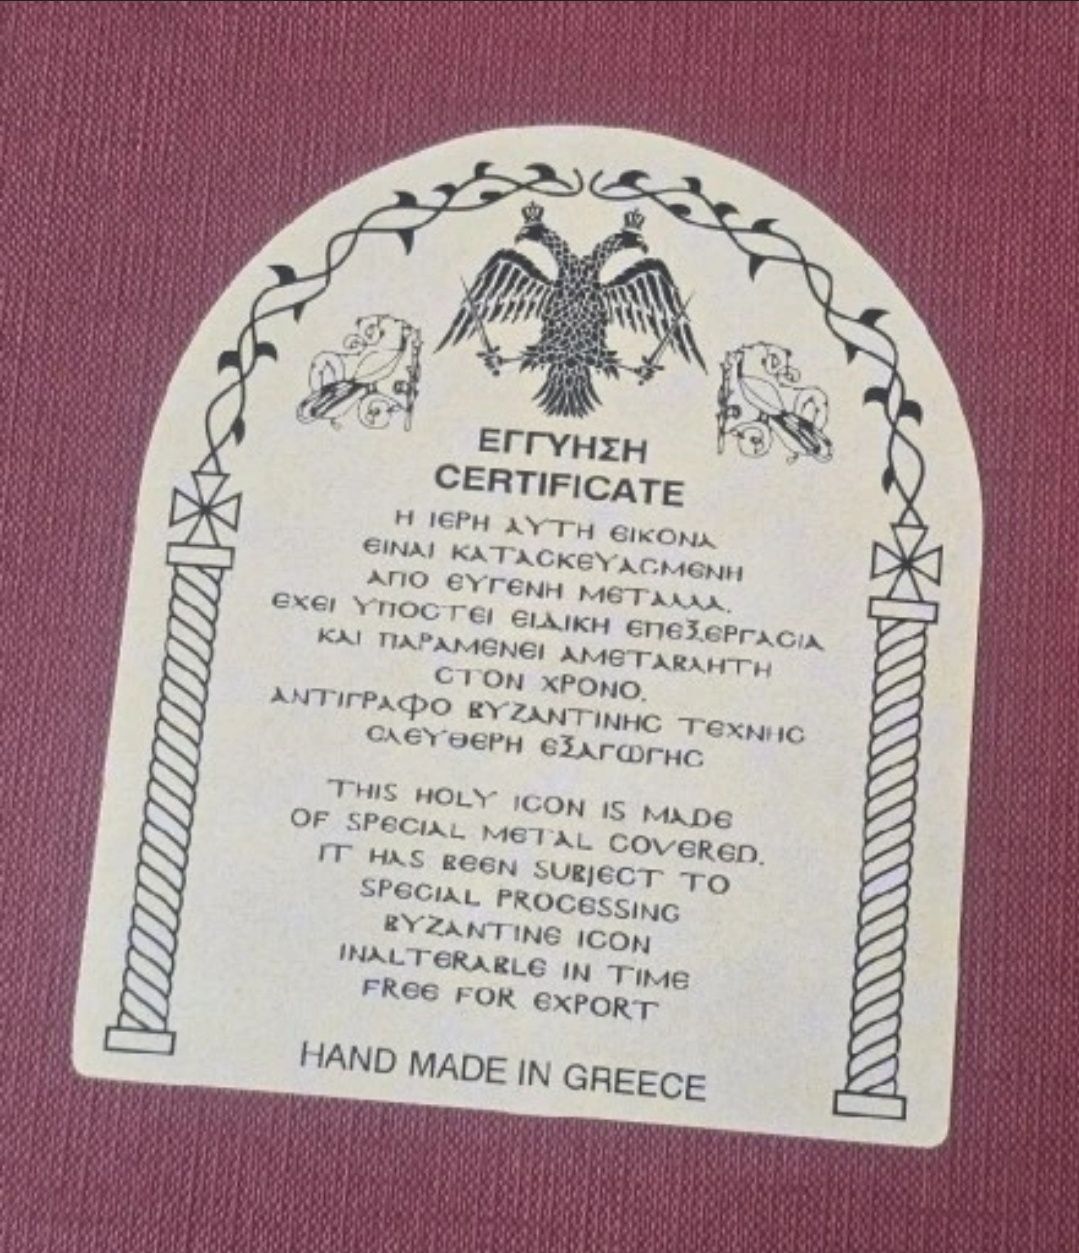 ΕΓΓΥΗΣΗ
CERTIFICATE
Η ΙΕΡΗ ΑΥΤΗ ΕΙΚΟΝΑ
ΕΙΝΑΙ ΚΑΤΑΣΚΕΥΑΣΜΕΝΗ
ΑΠΟ ΕΥΓΕΝΗ ΜΕΤΑΛΛΑ.
ΕΧΕΙ ΥΠΟΣΤΕΙ ΕΙΔΙΚΗ ΕΠΕΞΕΡΓΑΣΙΑ
ΚΑΙ ΠΑΡΑΜΕΝΕΙ ΑΜΕΤΑΒΛΗΤΗ
ΣΤΟΝ ΧΡΟΝΟ.
ΑΝΤΙΓΡΑΦΟ ΒΥΖΑΝΤΙΝΗΣ ΤΕΧΝΗΣ
ΕΛΕΥΘΕΡΗ ΕΞΑΓΩΓΗΣ
THIS HOLY ICON IS MADE
OF SPECIAL METAL COVERED.
IT HAS BEEN SUBJECT TO
SPECIAL PROCESSING
BYZANTINE ICON
INALTERABLE IN TIME
FREE FOR EXPORT
HAND MADE IN GREECE